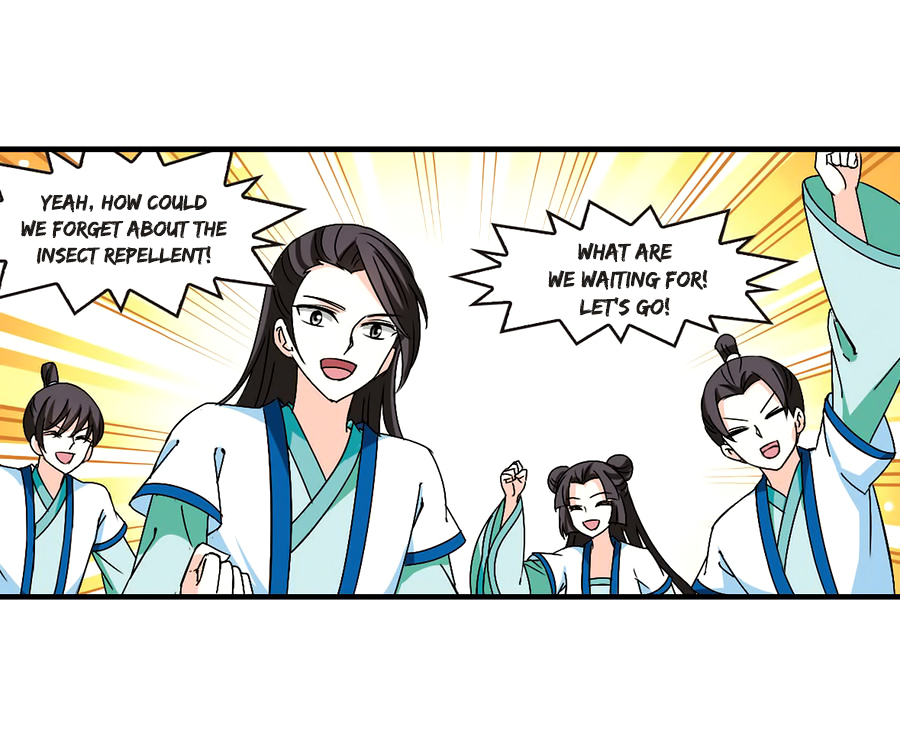 YEAH, HOW COULD
WE FORGET ABOUT THE
INSECT REPELLENT!
WHAT ARE
WE WAITING FOR!
LET'S GO!